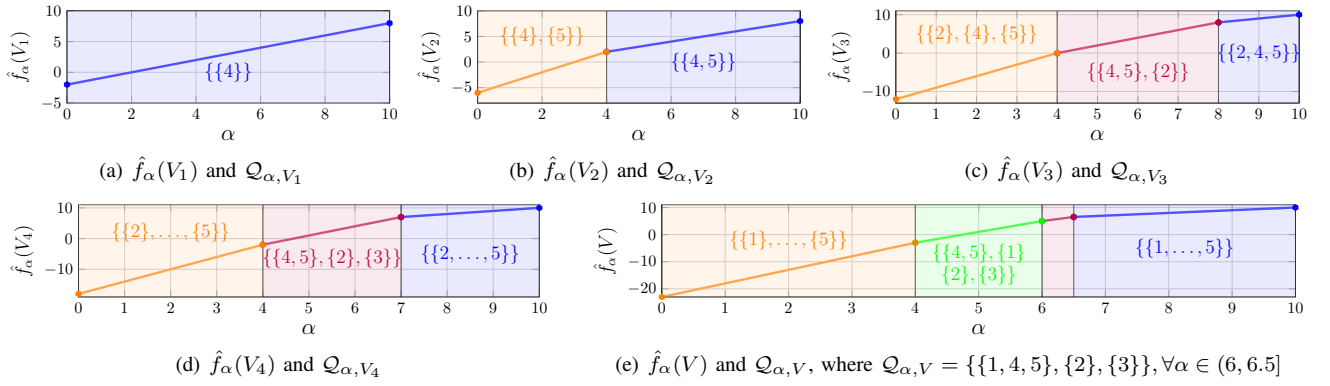 f̂α(V1)
10
5
0
−5
{{4}}
0 2 4 6 8 10
α
(a) f̂α(V1) and 𝒬α,V1
f̂α(V2)
10
5
0
−5
{{4}, {5}}
{{4, 5}}
0 2 4 6 8 10
α
(b) f̂α(V2) and 𝒬α,V2
f̂α(V3)
10
0
−10
{{2}, {4}, {5}}
{{4, 5}, {2}}
{{2, 4, 5}}
0 1 2 3 4 5 6 7 8 9 10
α
(c) f̂α(V3) and 𝒬α,V3
f̂α(V4)
10
0
−10
{{2}, . . . , {5}}
{{4, 5}, {2}, {3}}
{{2, . . . , 5}}
0 1 2 3 4 5 6 7 8 9 10
α
(d) f̂α(V4) and 𝒬α,V4
f̂α(V)
10
0
−10
−20
{{1}, . . . , {5}}
{{4, 5}, {1}
{2}, {3}}
{{1, . . . , 5}}
0 1 2 3 4 5 6 7 8 9 10
α
(e) f̂α(V) and 𝒬α,V, where 𝒬α,V = {{1, 4, 5}, {2}, {3}}, ∀α ∈ (6, 6.5]